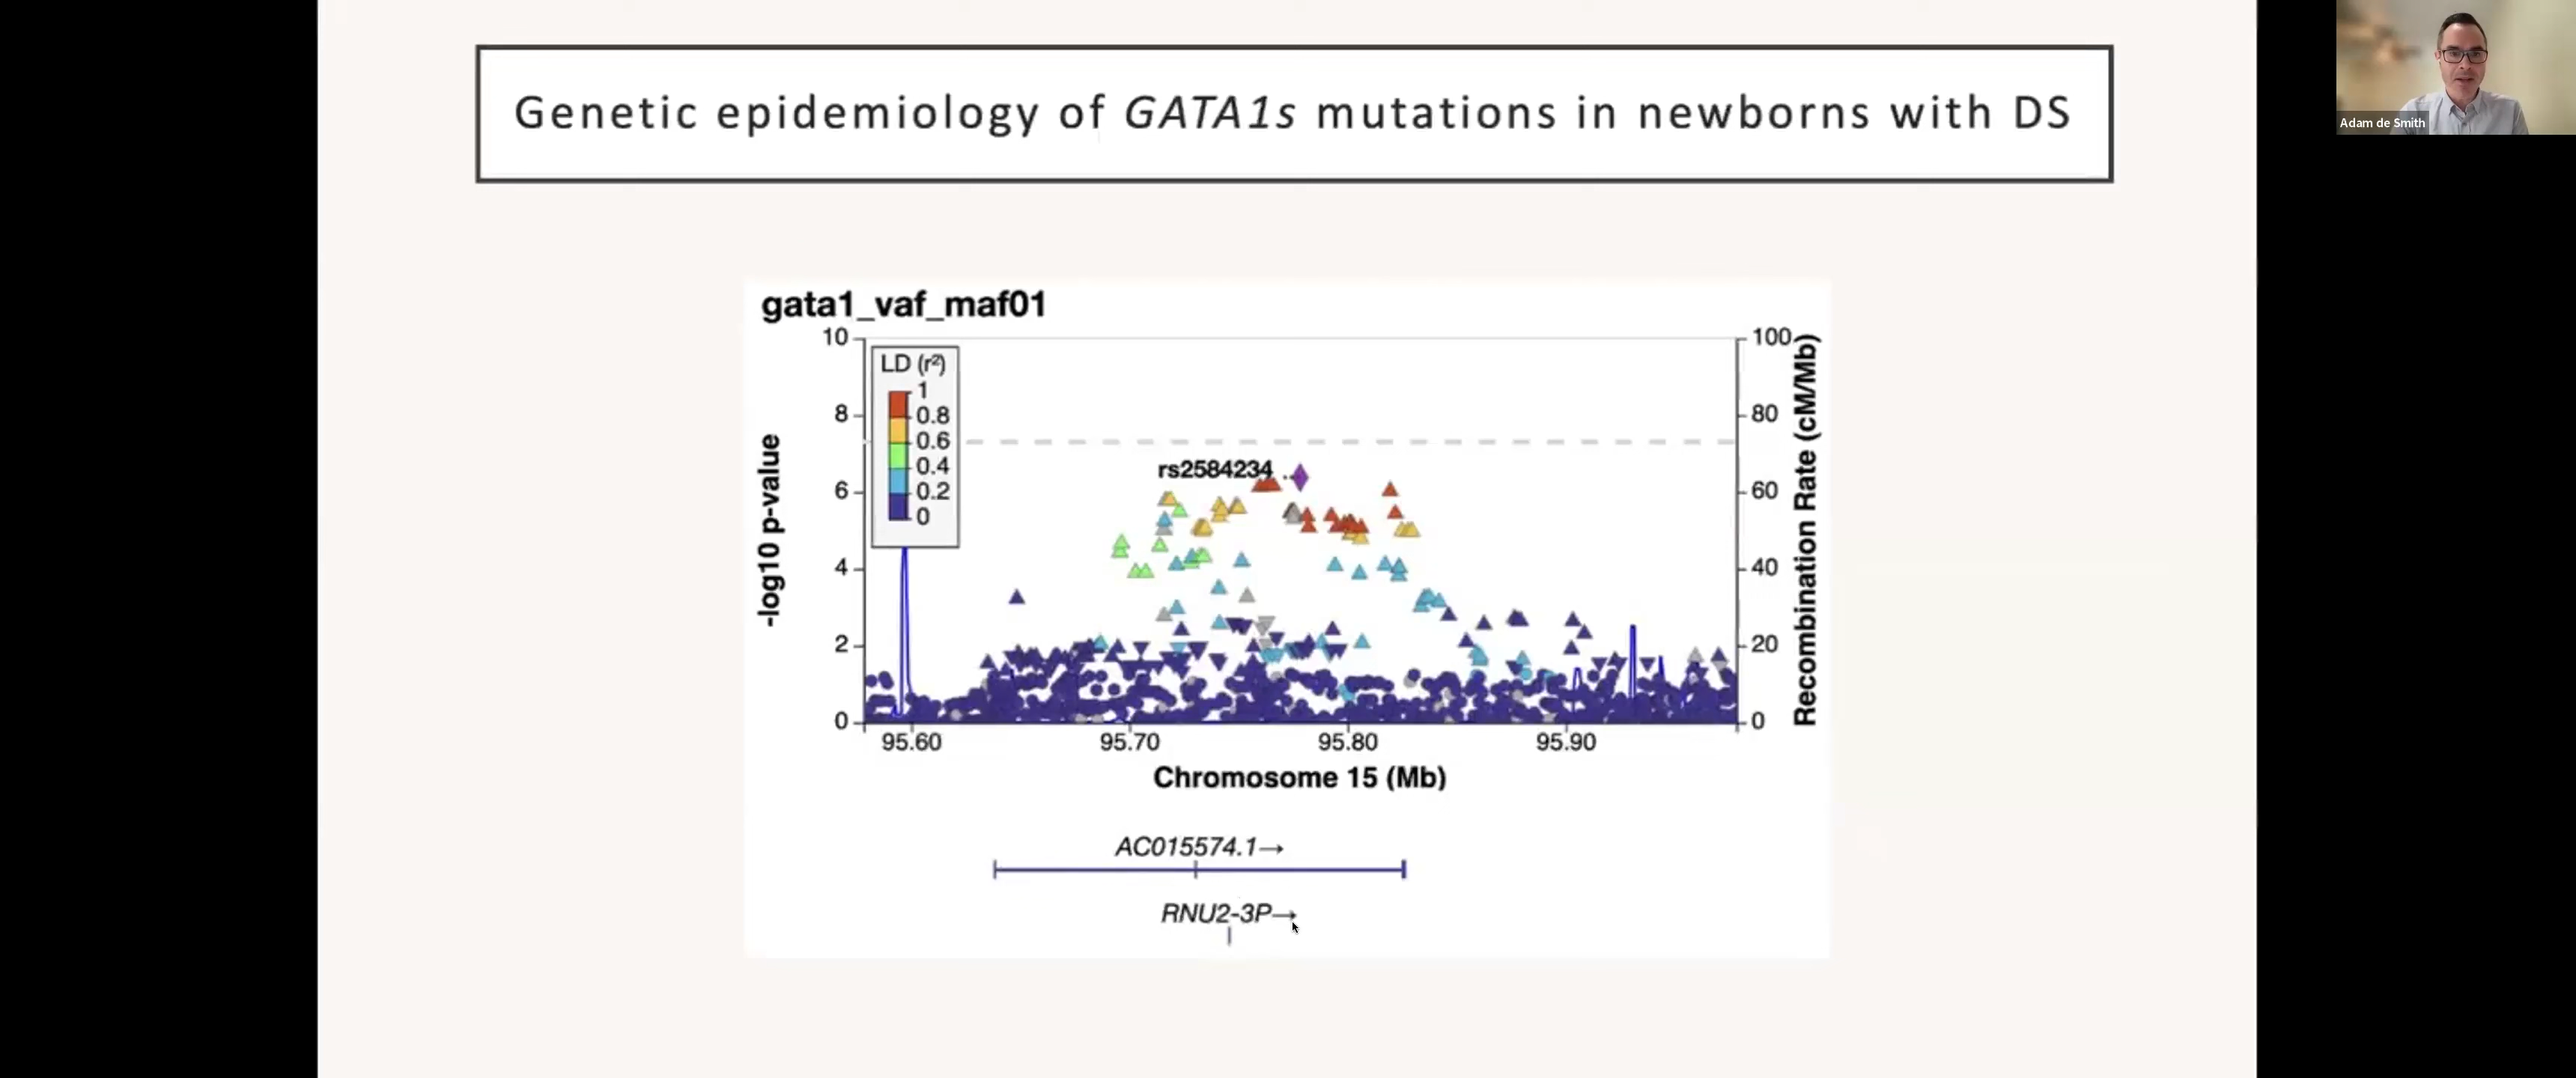 Genetic epidemiology of GATA1s mutations in newborns with DS
Adam de Smith
gata1_vaf_maf01
LD (r²)
1
0.8
0.6
0.4
0.2
0
10
8
6
4
2
0
-log10 p-value
rs2584234
100
80
60
40
20
0
Recombination Rate (cM/Mb)
95.60 95.70 95.80 95.90
Chromosome 15 (Mb)
AC015574.1→
RNU2-3P→